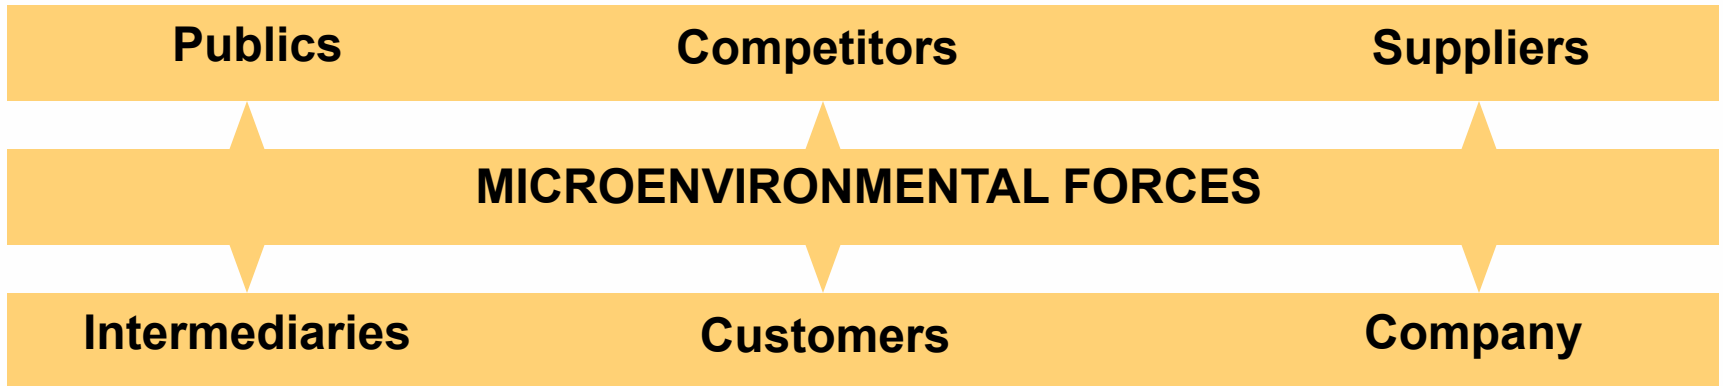 Publics Competitors Suppliers
MICROENVIRONMENTAL FORCES
Intermediaries Customers Company